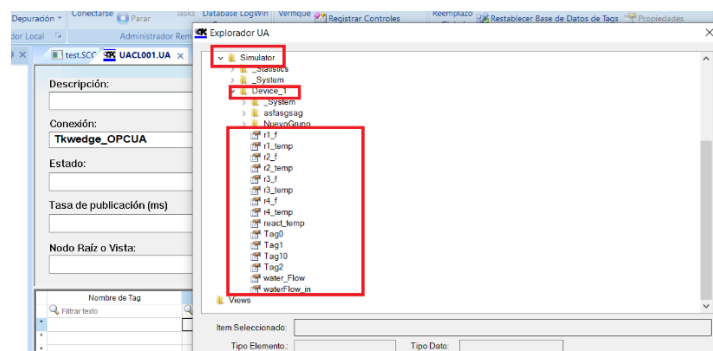 Depuración
Conectarse
Parar
Tasks
Database
LogWin
Verifique
Registrar Controles
Reemplazo
Restablecer Base de Datos de Tags
Propiedades
dor Local
Administrador Rem
Explorador UA
test.SCC
UACL001.UA
Descripción:
Conexión:
Tkwedge_OPCUA
Estado:
Tasa de publicación (ms)
Nodo Raíz o Vista:
Nombre de Tag
Filtrar texto
Simulator
_Statistics
_System
Device_1
_System
asfasgsag
NuevoGrupo
r1_f
r1_temp
r2_f
r2_temp
r3_f
r3_temp
r4_f
r4_temp
react_temp
Tag0
Tag1
Tag10
Tag2
water_Flow
waterFlow_in
Views
Item Seleccionado:
Tipo Elemento.:
Tipo Dato: